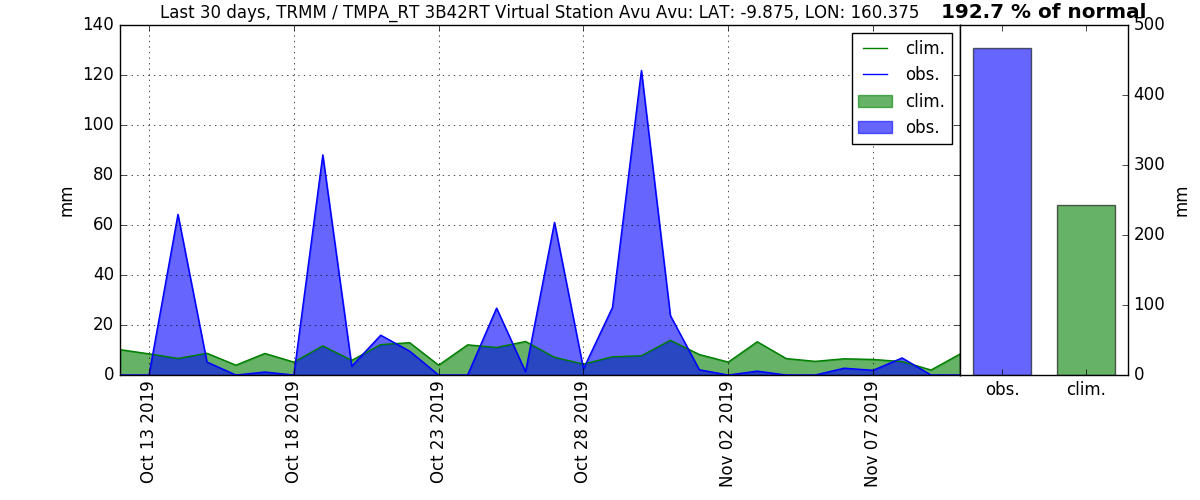 Last 30 days, TRMM / TMPA_RT 3B42RT Virtual Station Avu Avu: LAT: -9.875, LON: 160.375
192.7 % of normal
140
120
100
80
60
40
20
0
mm
clim.
obs.
clim.
obs.
Oct 13 2019
Oct 18 2019
Oct 23 2019
Oct 28 2019
Nov 02 2019
Nov 07 2019
500
400
300
200
100
0
mm
obs.
clim.